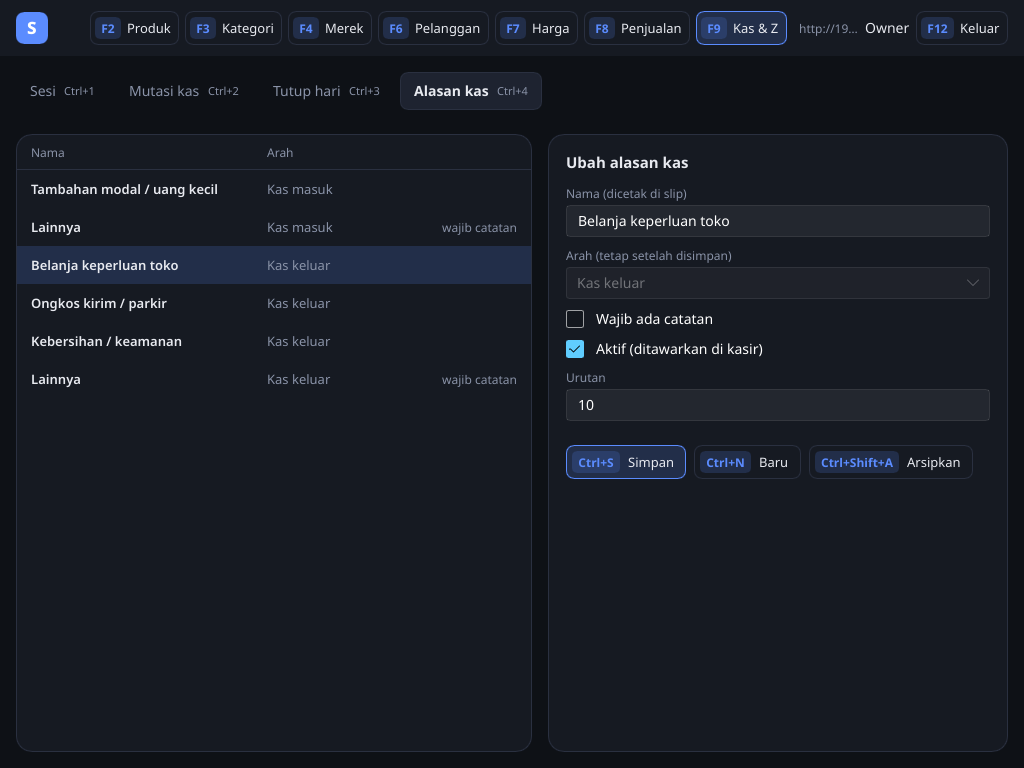 S F2 Produk F3 Kategori F4 Merek F6 Pelanggan F7 Harga F8 Penjualan F9 Kas & Z http://19... Owner F12 Keluar
Sesi Ctrl+1 Mutasi kas Ctrl+2 Tutup hari Ctrl+3 Alasan kas Ctrl+4
Nama Arah
Tambahan modal / uang kecil Kas masuk
Lainnya Kas masuk wajib catatan
Belanja keperluan toko Kas keluar
Ongkos kirim / parkir Kas keluar
Kebersihan / keamanan Kas keluar
Lainnya Kas keluar wajib catatan
Ubah alasan kas
Nama (dicetak di slip)
Belanja keperluan toko
Arah (tetap setelah disimpan)
Kas keluar
Wajib ada catatan
Aktif (ditawarkan di kasir)
Urutan
10
Ctrl+S Simpan Ctrl+N Baru Ctrl+Shift+A Arsipkan